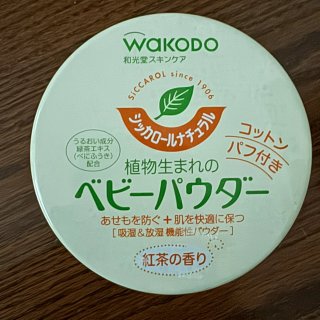 wakodo
和光堂スキンケア
SICCAROL since 1906
シッカロールナチュラル
うるおい成分
緑茶エキス
(べにふうき)
配合
コットン
パフ付き
植物生まれの
ベビーパウダー
あせもを防ぐ+肌を快適に保つ
[吸湿&放湿 機能性パウダー]
紅茶の香り